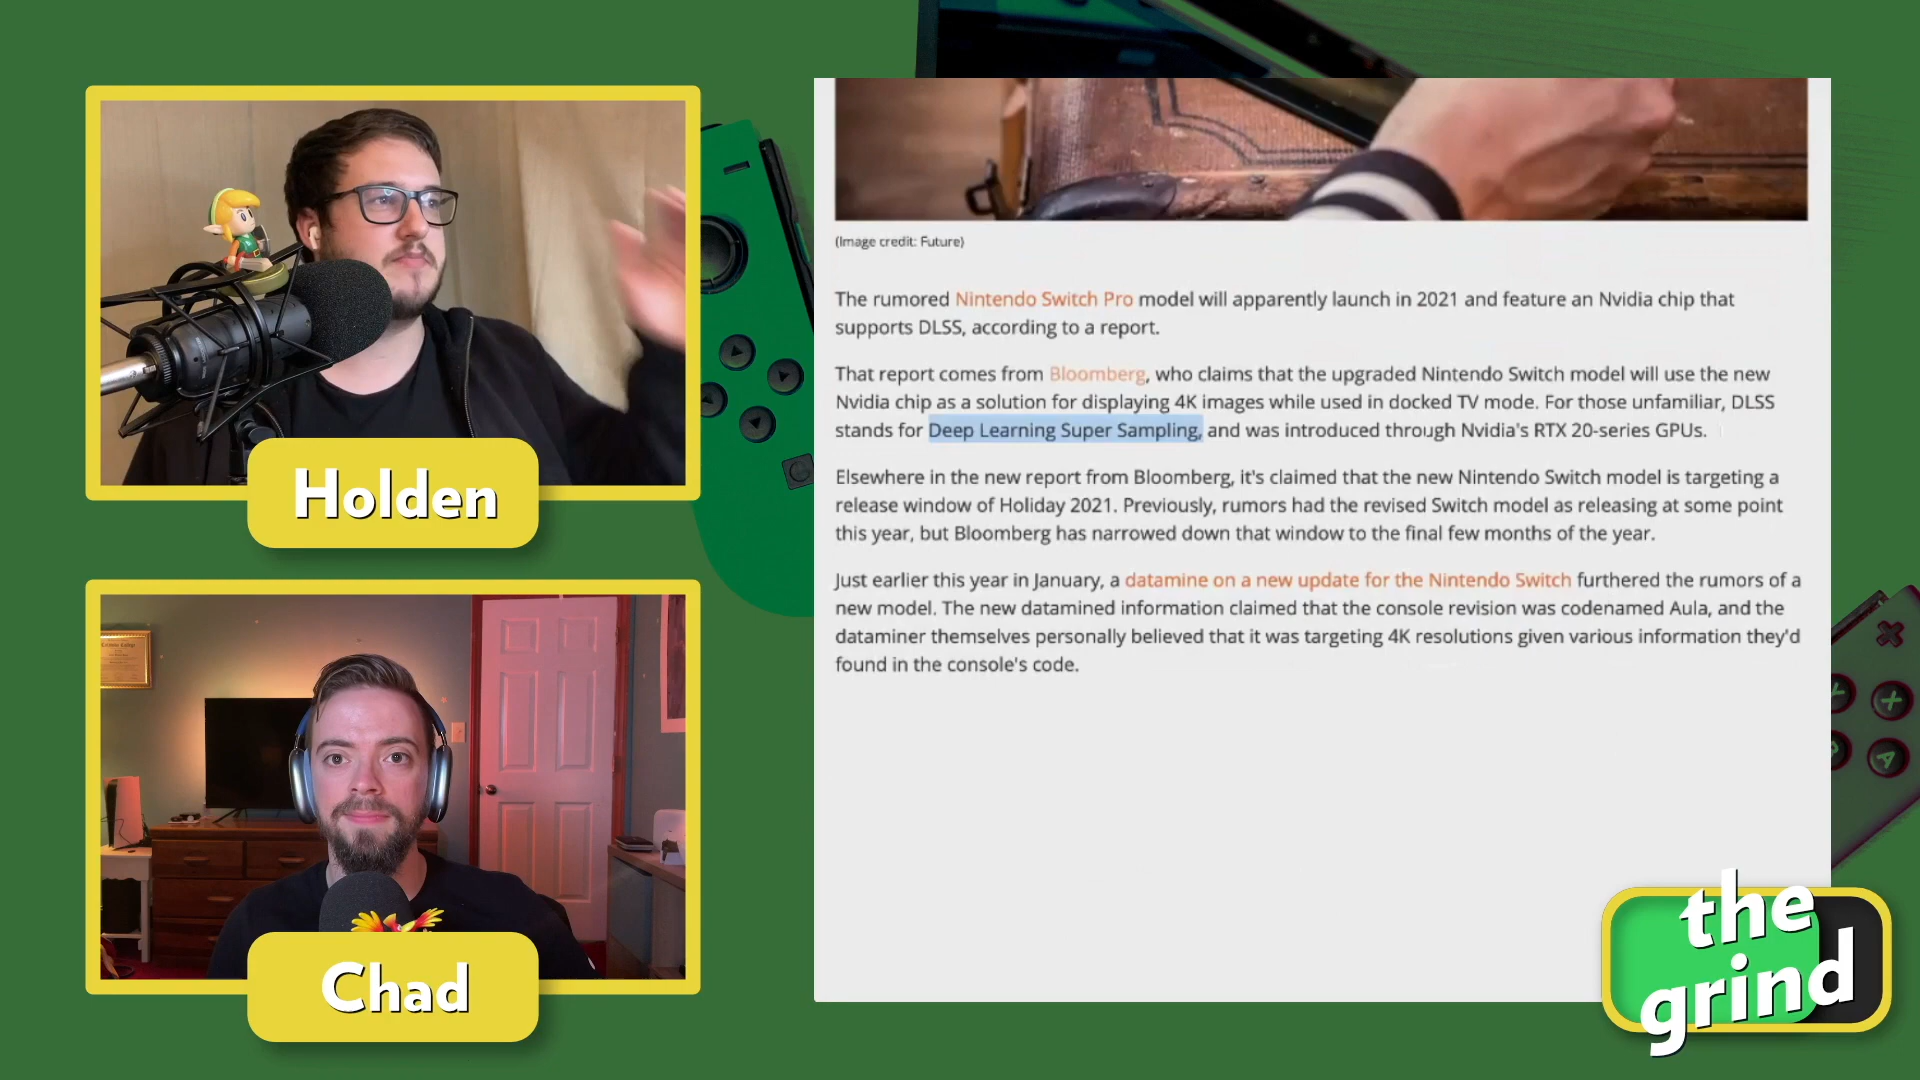 Holden
Chad
(Image credit: Future)
The rumored Nintendo Switch Pro model will apparently launch in 2021 and feature an Nvidia chip that
supports DLSS, according to a report.
That report comes from Bloomberg, who claims that the upgraded Nintendo Switch model will use the new
Nvidia chip as a solution for displaying 4K images while used in docked TV mode. For those unfamiliar, DLSS
stands for Deep Learning Super Sampling, and was introduced through Nvidia's RTX 20-series GPUs.
Elsewhere in the new report from Bloomberg, it's claimed that the new Nintendo Switch model is targeting a
release window of Holiday 2021. Previously, rumors had the revised Switch model as releasing at some point
this year, but Bloomberg has narrowed down that window to the final few months of the year.
Just earlier this year in January, a datamine on a new update for the Nintendo Switch furthered the rumors of a
new model. The new datamined information claimed that the console revision was codenamed Aula, and the
dataminer themselves personally believed that it was targeting 4K resolutions given various information they'd
found in the console's code.
X
Y
A
the
grind